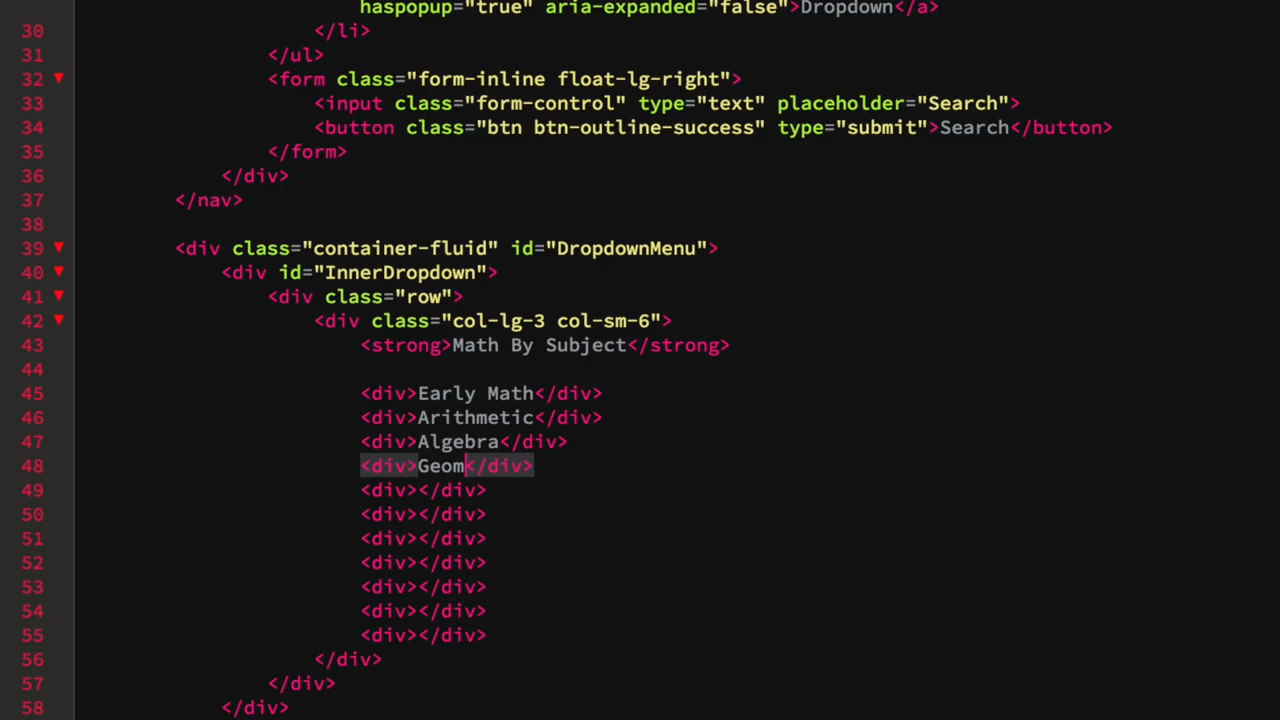 haspopup="true" aria-expanded="false">Dropdown</a>
30 </li>
31 </ul>
32 <form class="form-inline float-lg-right">
33 <input class="form-control" type="text" placeholder="Search">
34 <button class="btn btn-outline-success" type="submit">Search</button>
35 </form>
36 </div>
37 </nav>
38
39 <div class="container-fluid" id="DropdownMenu">
40 <div id="InnerDropdown">
41 <div class="row">
42 <div class="col-lg-3 col-sm-6">
43 <strong>Math By Subject</strong>
44
45 <div>Early Math</div>
46 <div>Arithmetic</div>
47 <div>Algebra</div>
48 <div>Geom</div>
49 <div></div>
50 <div></div>
51 <div></div>
52 <div></div>
53 <div></div>
54 <div></div>
55 <div></div>
56 </div>
57 </div>
58 </div>